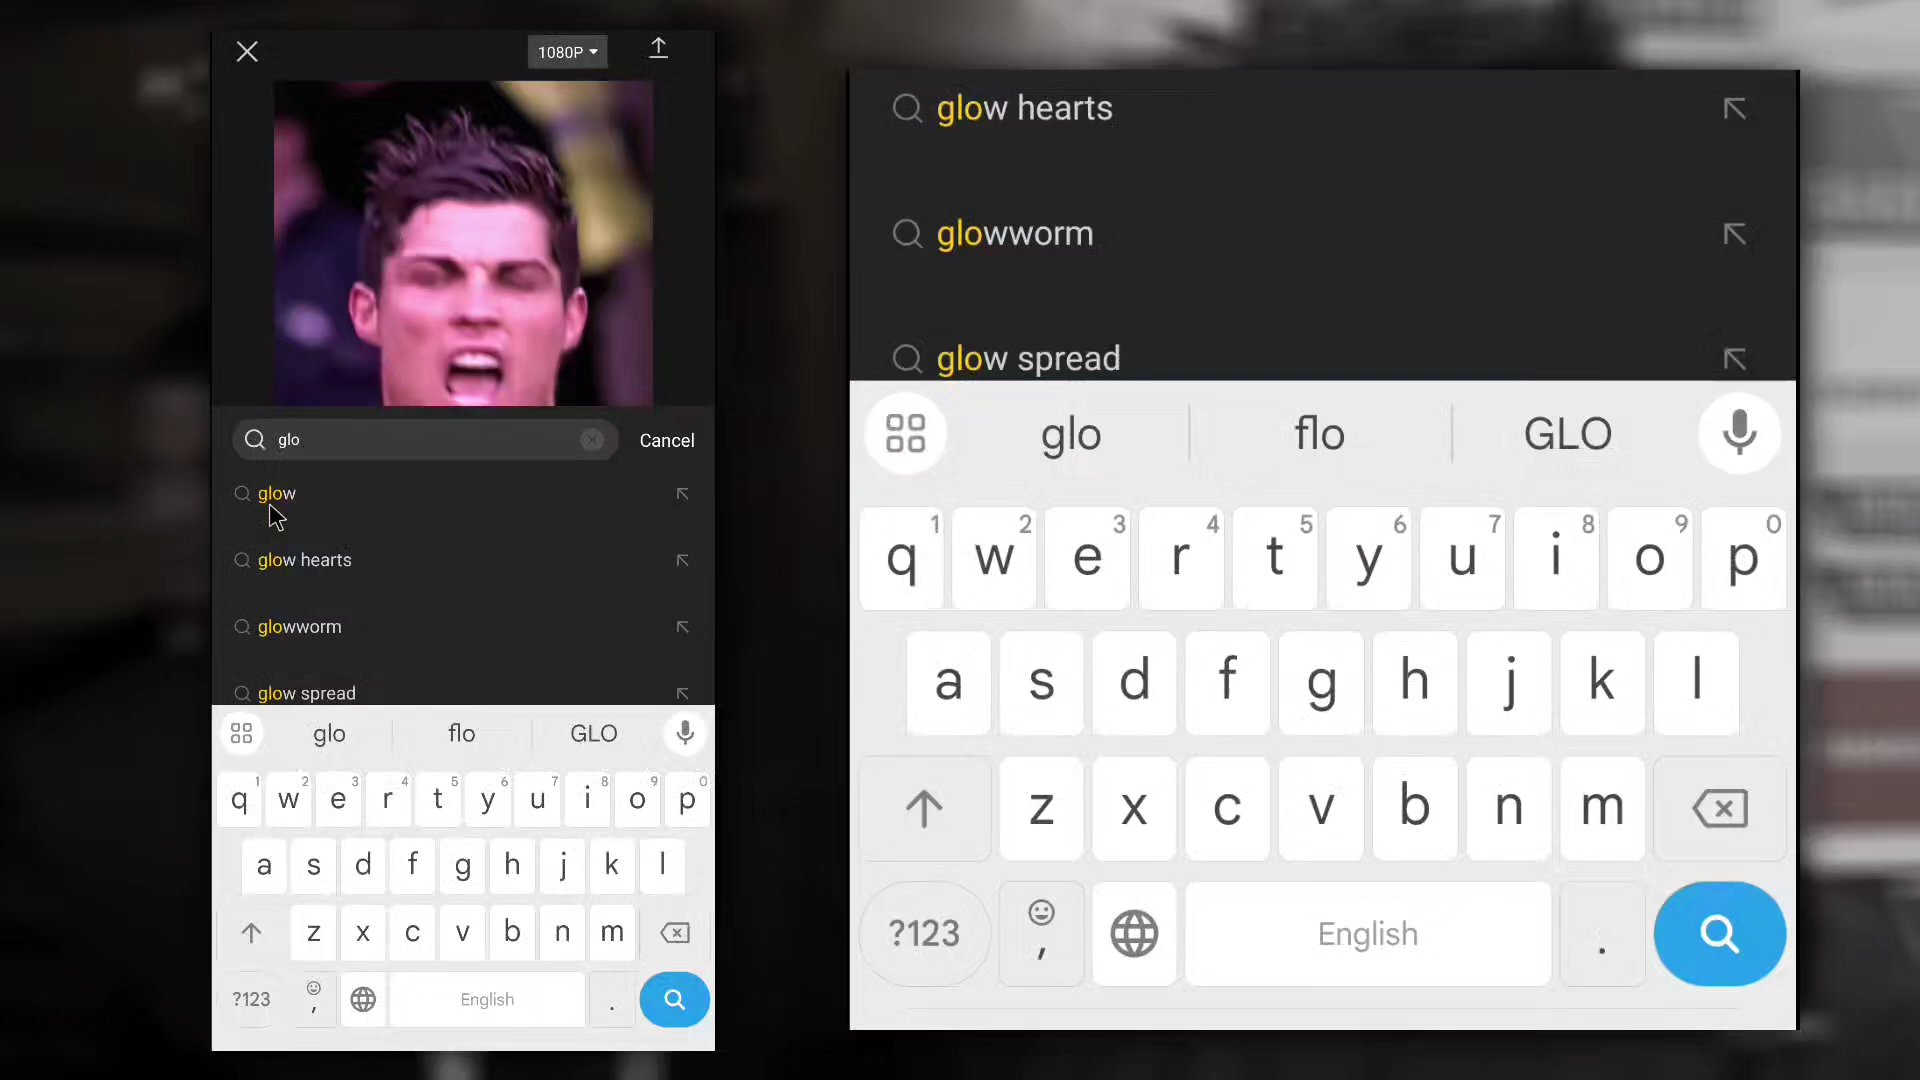 1080P
glo
Cancel
glow
glow hearts
glowworm
glow spread
glo flo GLO
1 2 3 4 5 6 7 8 9 0
q w e r t y u i o p
a s d f g h j k l
z x c v b n m
?123 , English .
glow hearts
glowworm
glow spread
glo flo GLO
1 2 3 4 5 6 7 8 9 0
q w e r t y u i o p
a s d f g h j k l
z x c v b n m
?123 , English .